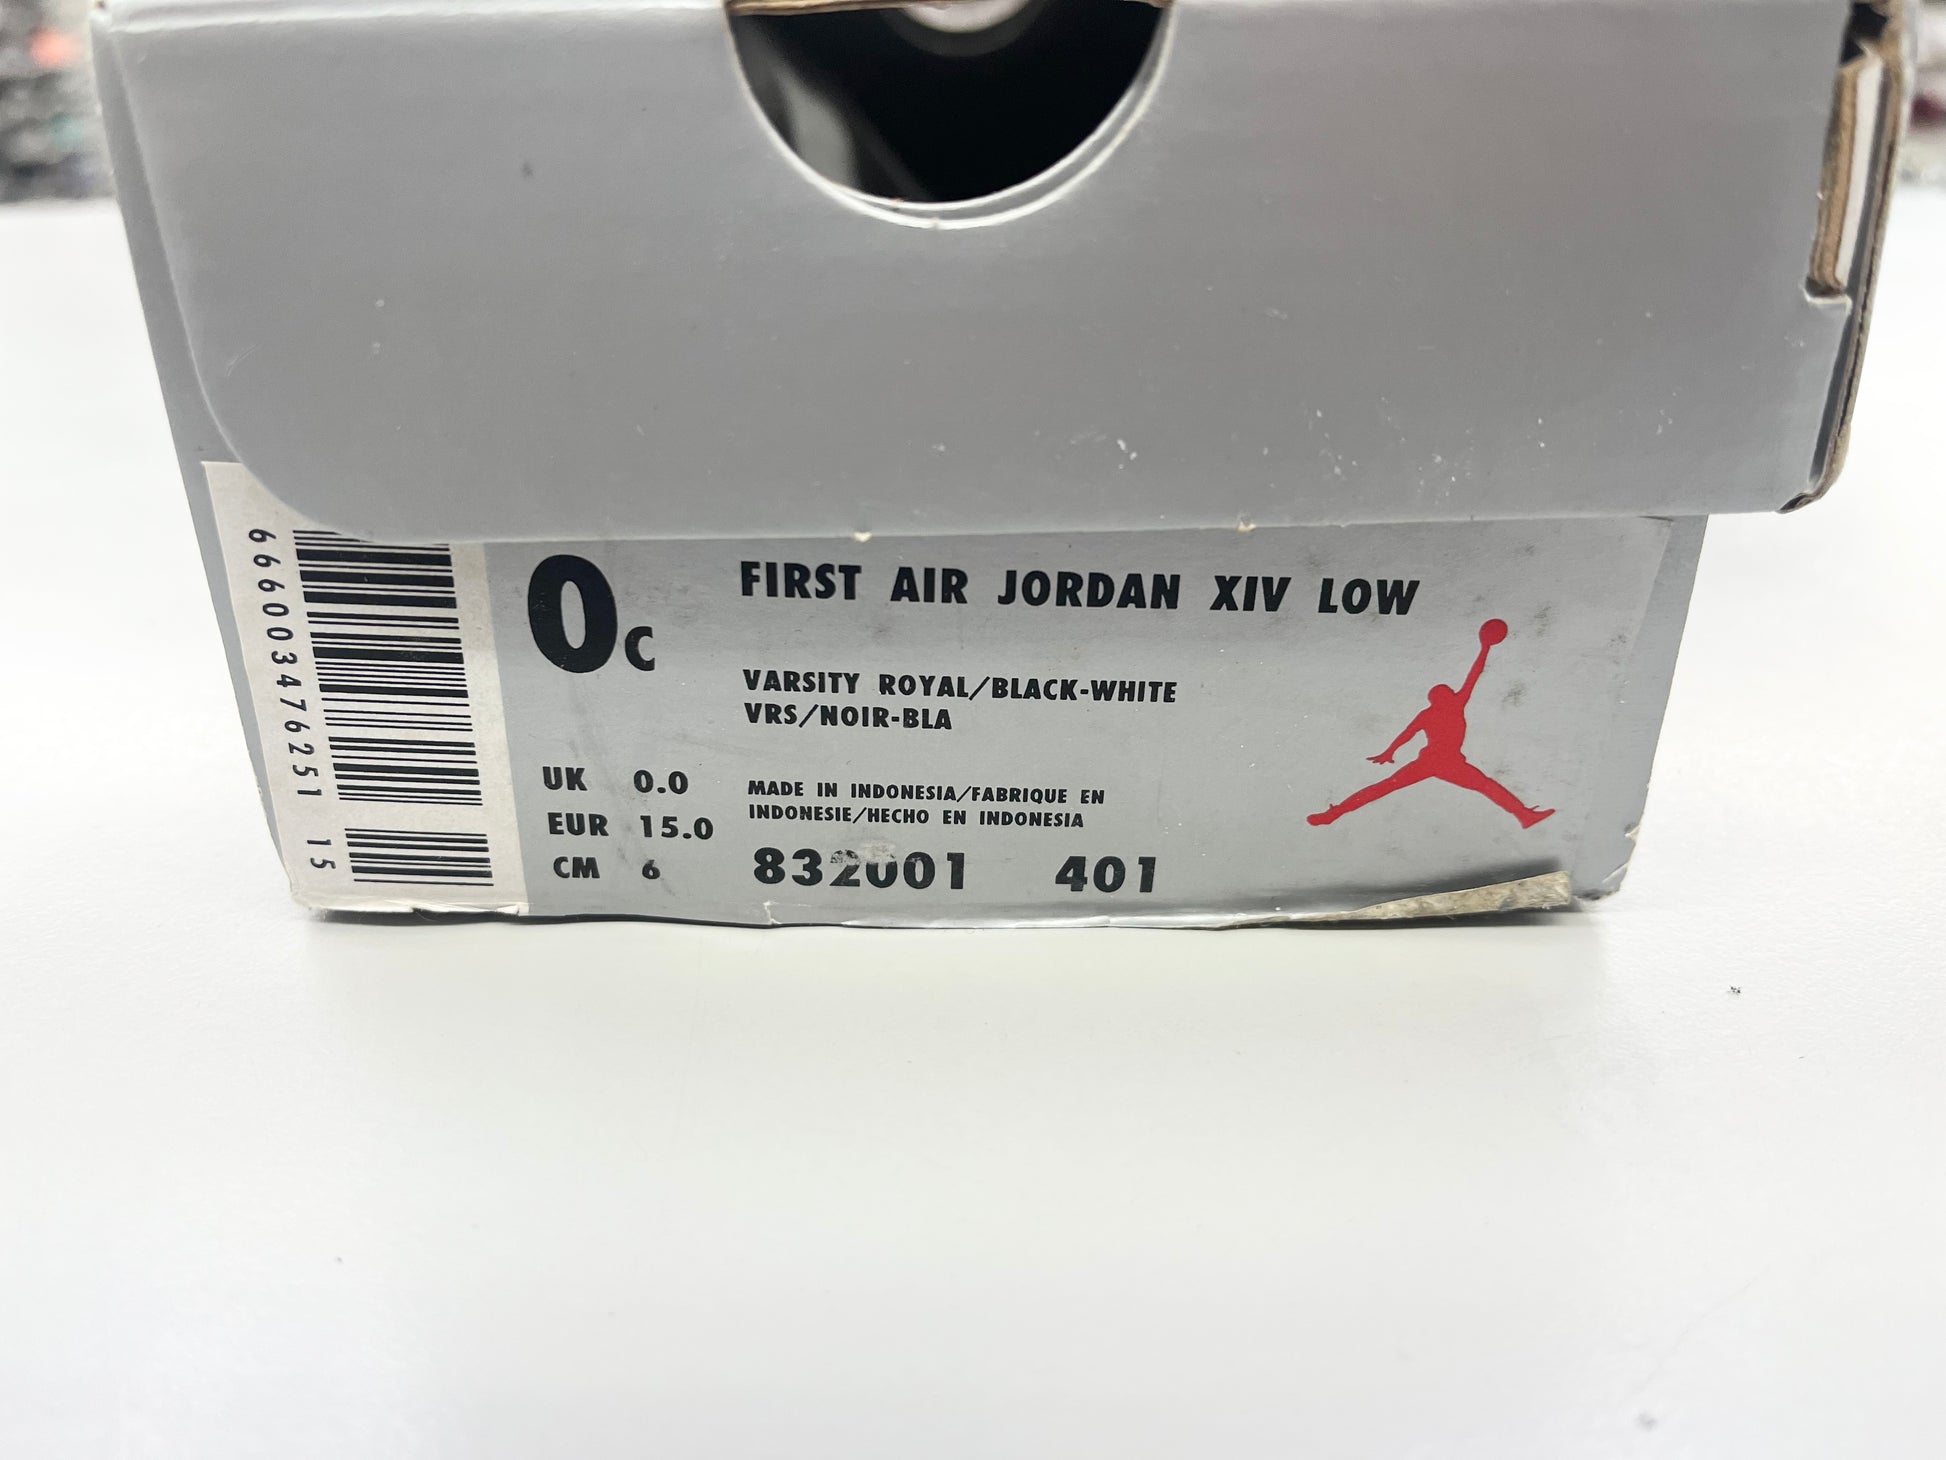 666003476251 15
0c
FIRST AIR JORDAN XIV LOW
VARSITY ROYAL/BLACK-WHITE
VRS/NOIR-BLA
UK 0.0
EUR 15.0
CM 6
MADE IN INDONESIA/FABRIQUE EN
INDONESIE/HECHO EN INDONESIA
832001 401